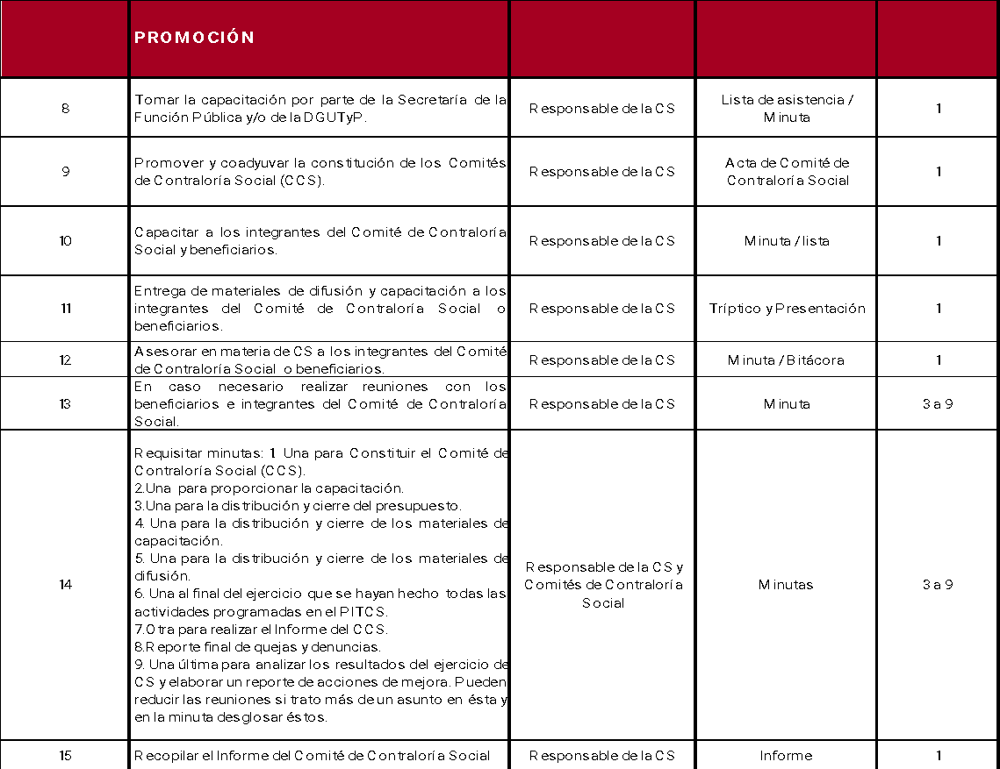 PROMOCIÓN
8
Tomar la capacitación por parte de la Secretaría de la
Función Pública y/o de la DGUTyP.
Responsable de la CS
Lista de asistencia /
Minuta
1
9
Promover y coadyuvar la constitución de los Comités
de Contraloría Social (CCS).
Responsable de la CS
Acta de Comité de
Contraloría Social
1
10
Capacitar a los integrantes del Comité de Contraloría
Social y beneficiarios.
Responsable de la CS
Minuta / lista
1
11
Entrega de materiales de difusión y capacitación a los
integrantes del Comité de Contraloría Social o
beneficiarios.
Responsable de la CS
Tríptico y Presentación
1
12
Asesorar en materia de CS a los integrantes del Comité
de Contraloría Social o beneficiarios.
Responsable de la CS
Minuta / Bitácora
1
13
En caso necesario realizar reuniones con los
beneficiarios e integrantes del Comité de Contraloría
Social.
Responsable de la CS
Minuta
3 a 9
14
Requisitar minutas: 1 Una para Constituir el Comité de
Contraloría Social (CCS).
2.Una para proporcionar la capacitación.
3.Una para la distribución y cierre del presupuesto.
4. Una para la distribución y cierre de los materiales de
capacitación.
5. Una para la distribución y cierre de los materiales de
difusión.
6. Una al final del ejercicio que se hayan hecho todas las
actividades programadas en el PITCS.
7.Otra para realizar el Informe del CCS.
8.Reporte final de quejas y denuncias.
9. Una última para analizar los resultados del ejercicio de
CS y elaborar un reporte de acciones de mejora. Pueden
reducir las reuniones si trato más de un asunto en ésta y
en la minuta desglosar éstos.
Responsable de la CS y
Comités de Contraloría
Social
Minutas
3 a 9
15
Recopilar el Informe del Comité de Contraloría Social
Responsable de la CS
Informe
1